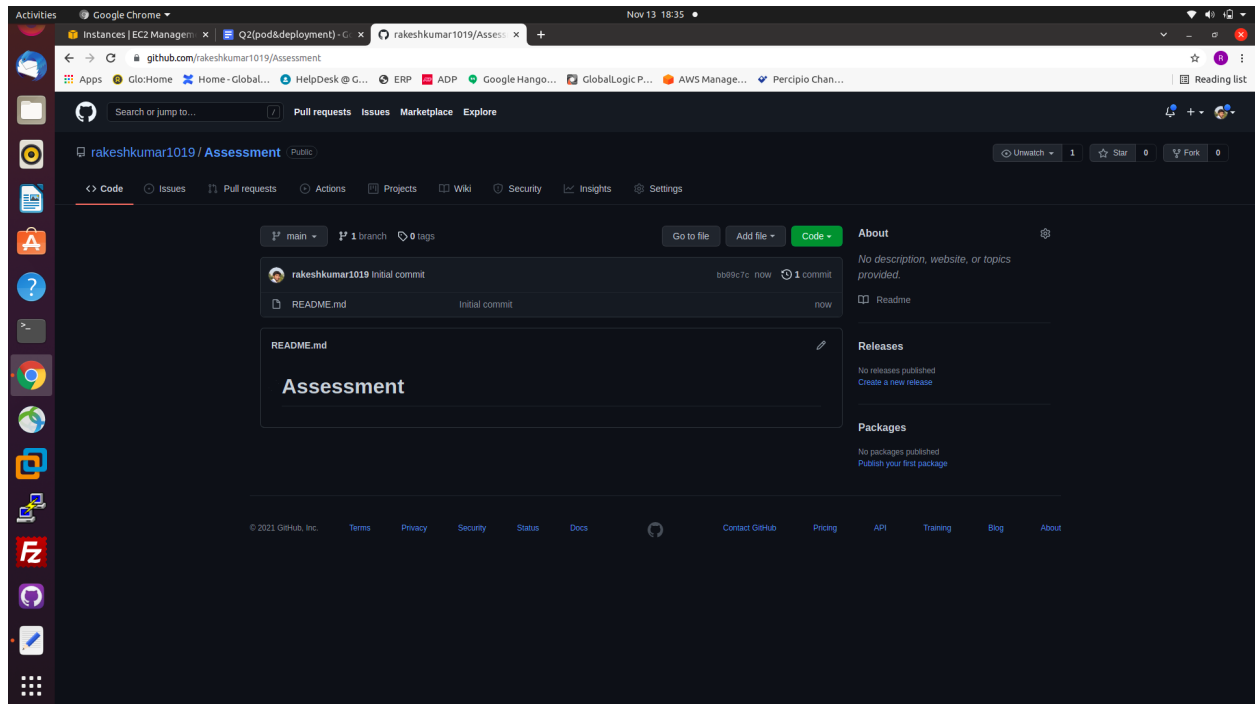 Activities Google Chrome Nov 13 18:35
Instances | EC2 Managem Q2(pod&deployment) - G rakeshkumar1019/Assess
github.com/rakeshkumar1019/Assessment R
Apps Glo:Home Home - Global... HelpDesk @ G... ERP ADP Google Hango... GlobalLogic P... AWS Manage... Percipio Chan... Reading list
Search or jump to... / Pull requests Issues Marketplace Explore
rakeshkumar1019 / Assessment Public Unwatch 1 Star 0 Fork 0
<> Code Issues Pull requests Actions Projects Wiki Security Insights Settings
main 1 branch 0 tags Go to file Add file Code
rakeshkumar1019 Initial commit bb89c7c now 1 commit
README.md Initial commit now
README.md
Assessment
About
No description, website, or topics
provided.
Readme
Releases
No releases published
Create a new release
Packages
No packages published
Publish your first package
© 2021 GitHub, Inc. Terms Privacy Security Status Docs Contact GitHub Pricing API Training Blog About